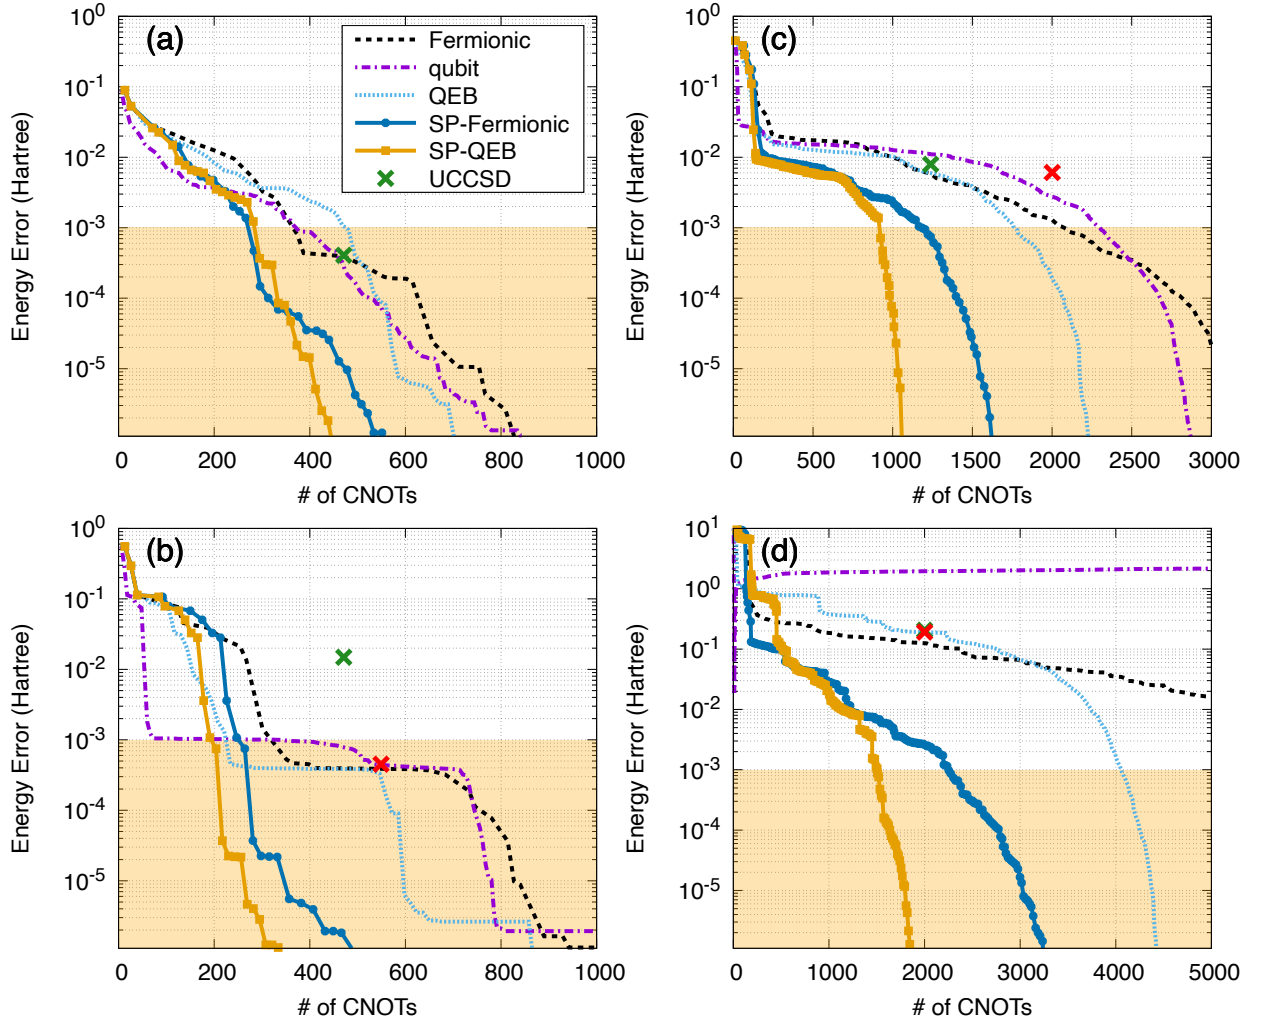 (a)
Fermionic
qubit
QEB
SP-Fermionic
SP-QEB
UCCSD
10^0
10^-1
10^-2
10^-3
10^-4
10^-5
Energy Error (Hartree)
0 200 400 600 800 1000
# of CNOTs
(c)
10^0
10^-1
10^-2
10^-3
10^-4
10^-5
Energy Error (Hartree)
0 500 1000 1500 2000 2500 3000
# of CNOTs
(b)
10^0
10^-1
10^-2
10^-3
10^-4
10^-5
Energy Error (Hartree)
0 200 400 600 800 1000
# of CNOTs
(d)
10^1
10^0
10^-1
10^-2
10^-3
10^-4
10^-5
Energy Error (Hartree)
0 1000 2000 3000 4000 5000
# of CNOTs